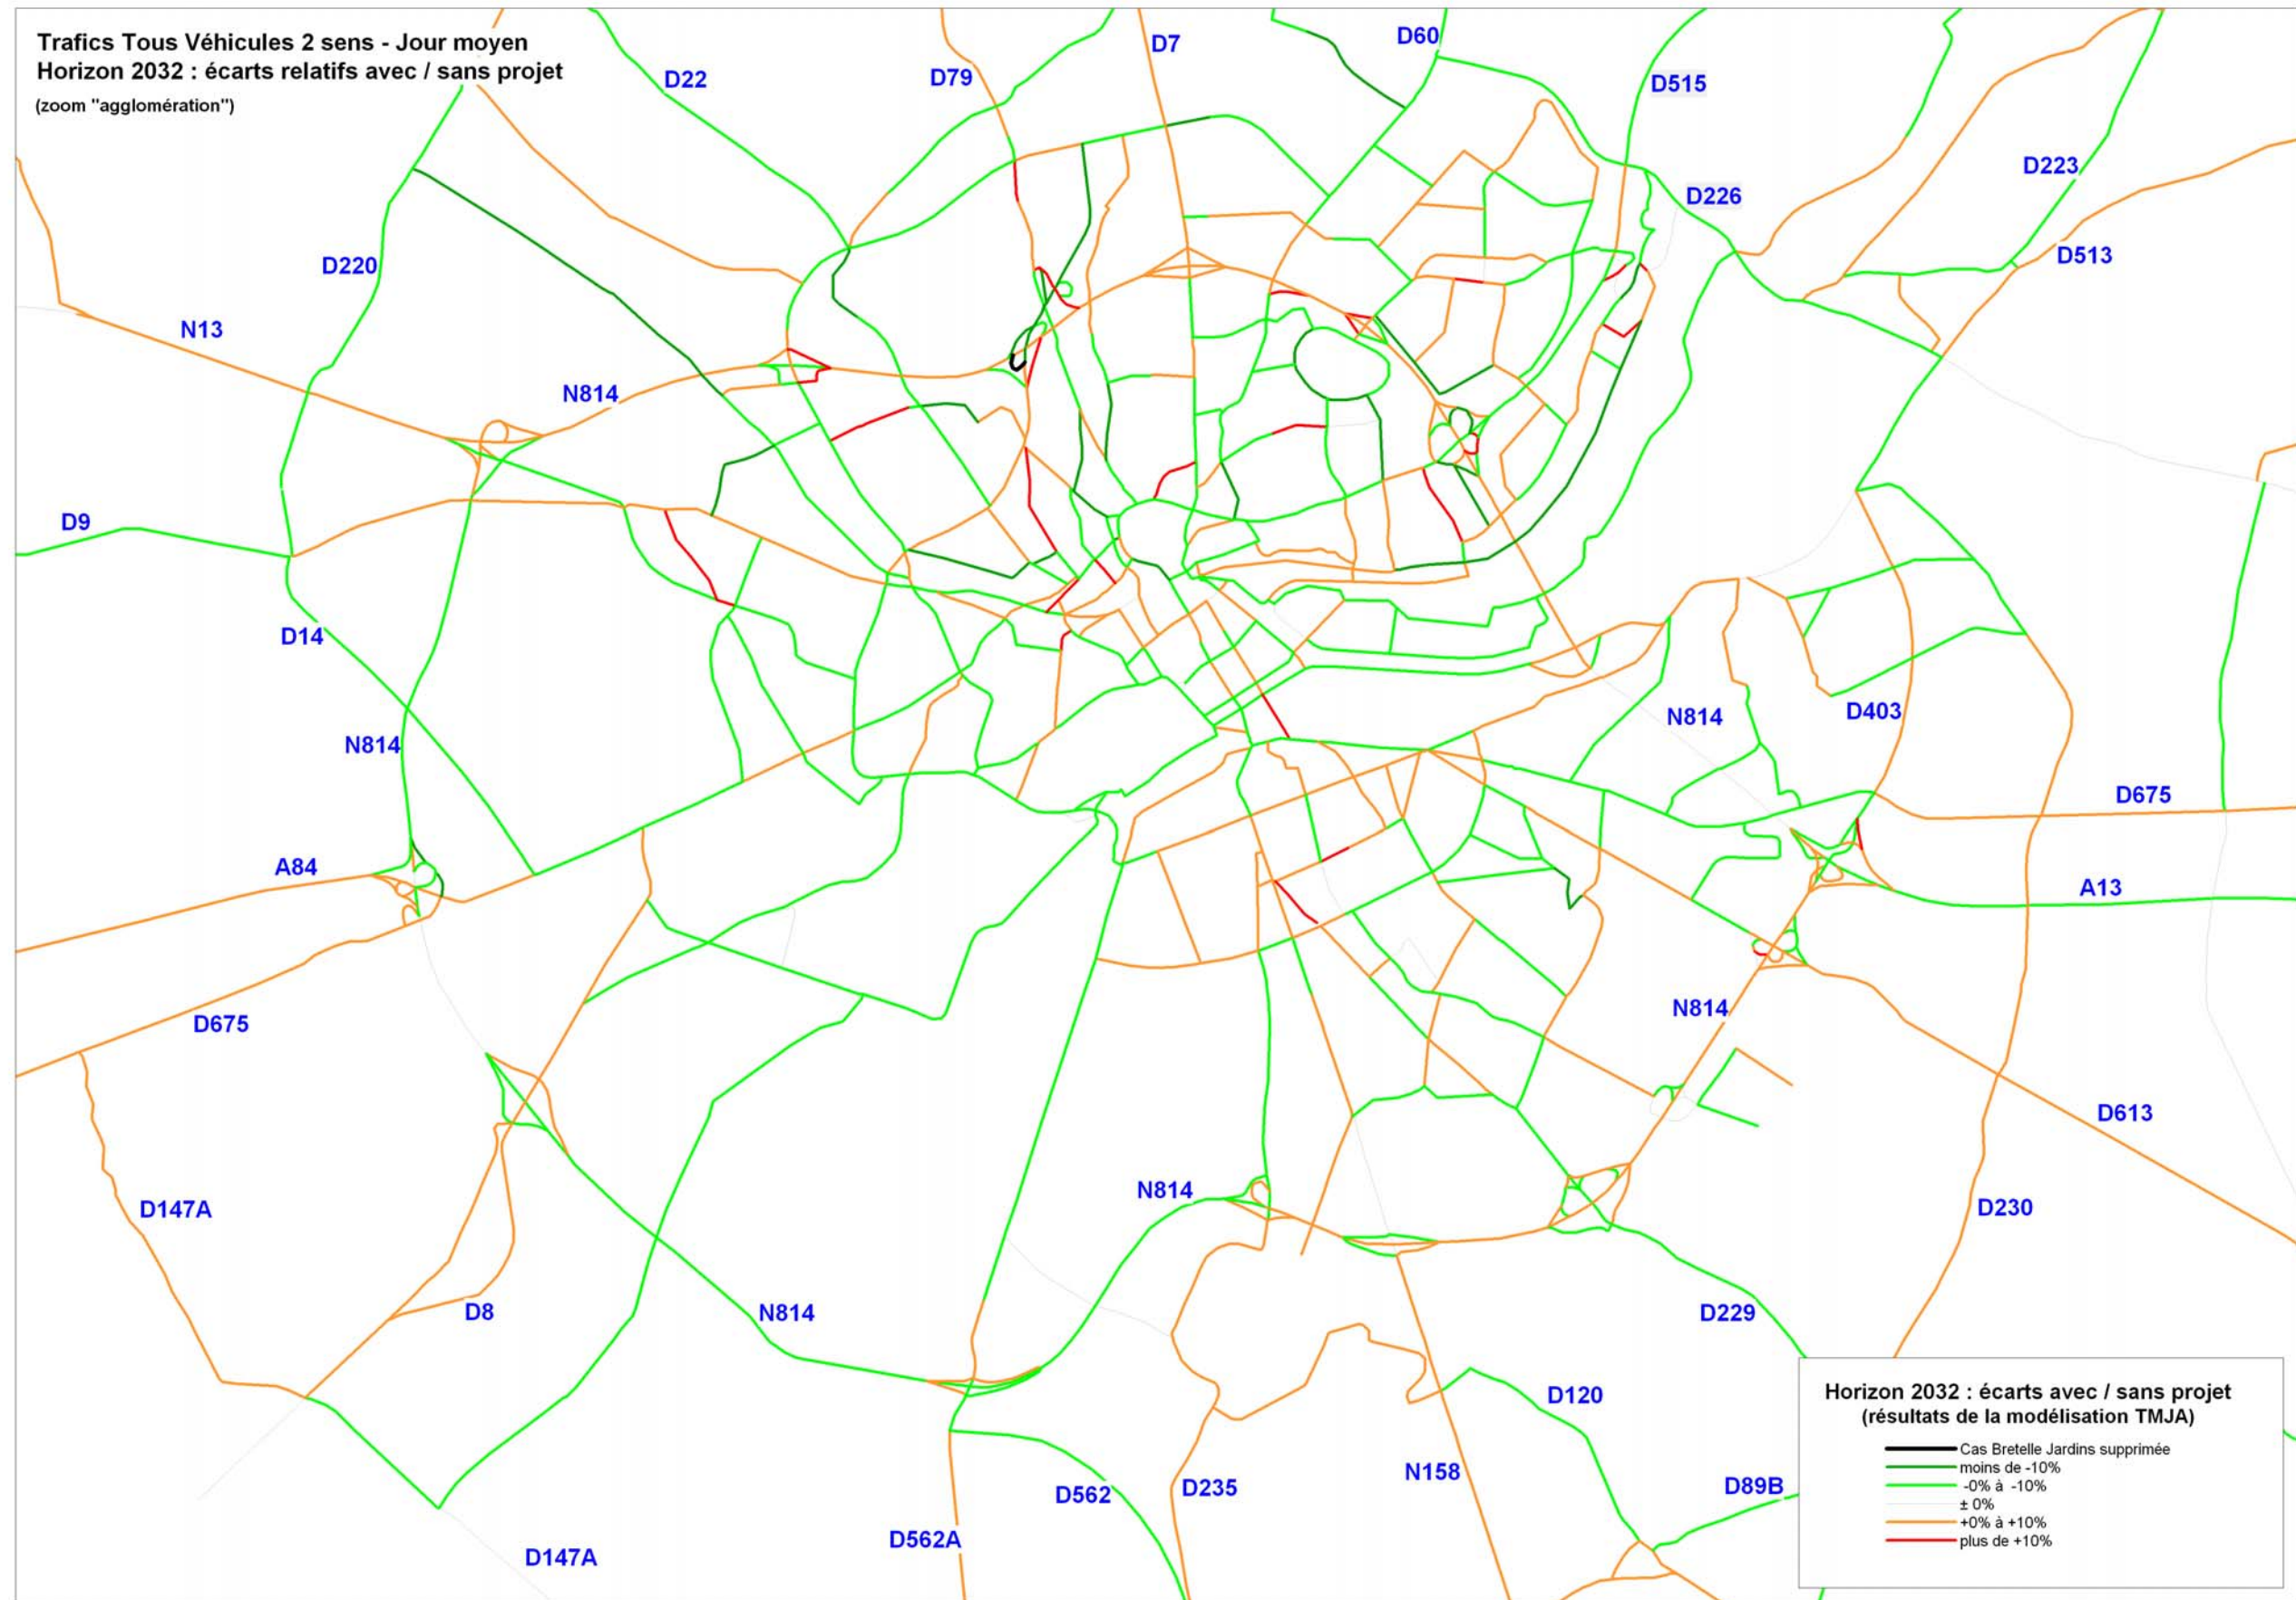 Trafics Tous Véhicules 2 sens - Jour moyen
Horizon 2032 : écarts relatifs avec / sans projet
(zoom "agglomération")
D22
D79
D7
D60
D515
D226
D223
D513
D220
N13
N814
D9
D14
N814
A84
D675
D147A
D8
N814
D147A
N814
D562A
D562
D235
N158
D120
D89B
D229
D230
D613
N814
A13
D675
D403
N814
Horizon 2032 : écarts avec / sans projet
(résultats de la modélisation TMJA)
Cas Bretelle Jardins supprimée
moins de -10%
-0% à -10%
± 0%
+0% à +10%
plus de +10%